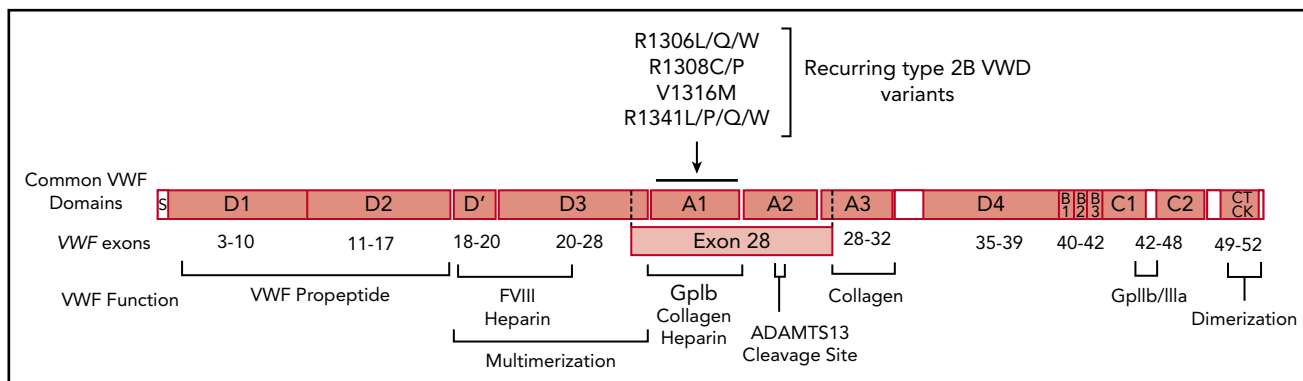 R1306L/Q/W
R1308C/P
V1316M
R1341L/P/Q/W
Recurring type 2B VWD
variants
Common VWF
Domains
S
D1
D2
D'
D3
A1
A2
A3
D4
B
1
B
2
B
3
C1
C2
CT
CK
VWF exons
3-10
11-17
18-20
20-28
Exon 28
28-32
35-39
40-42
42-48
49-52
VWF Function
VWF Propeptide
FVIII
Heparin
Multimerization
GpIb
Collagen
Heparin
ADAMTS13
Cleavage Site
Collagen
GpIIb/IIIa
Dimerization